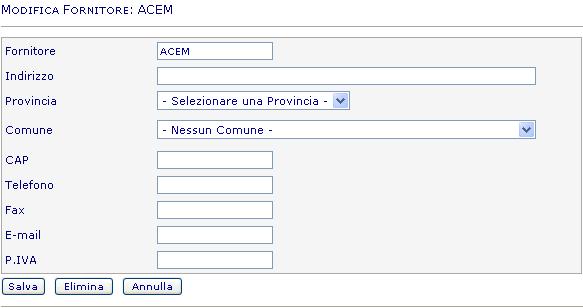 Modifica Fornitore: ACEM
Fornitore ACEM
Indirizzo
Provincia - Selezionare una Provincia -
Comune - Nessun Comune -
CAP
Telefono
Fax
E-mail
P.IVA
Salva Elimina Annulla